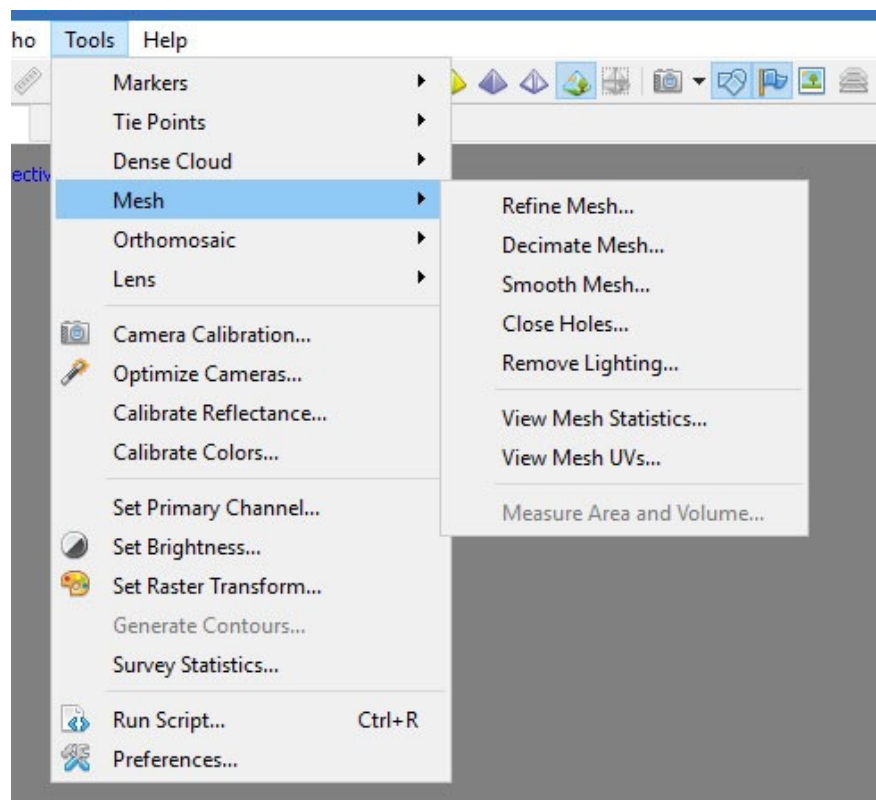 ho Tools Help
Markers
Tie Points
Dense Cloud
ectiv
Mesh
Orthomosaic
Lens
Camera Calibration...
Optimize Cameras...
Calibrate Reflectance...
Calibrate Colors...
Set Primary Channel...
Set Brightness...
Set Raster Transform...
Generate Contours...
Survey Statistics...
Run Script... Ctrl+R
Preferences...
Refine Mesh...
Decimate Mesh...
Smooth Mesh...
Close Holes...
Remove Lighting...
View Mesh Statistics...
View Mesh UVs...
Measure Area and Volume...